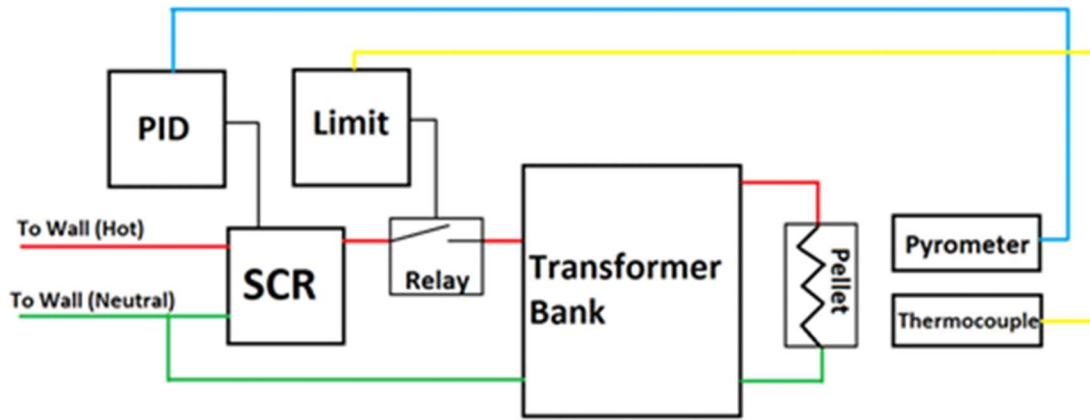 PID
Limit
To Wall (Hot)
To Wall (Neutral)
SCR
Relay
Transformer
Bank
Pellet
Pyrometer
Thermocouple